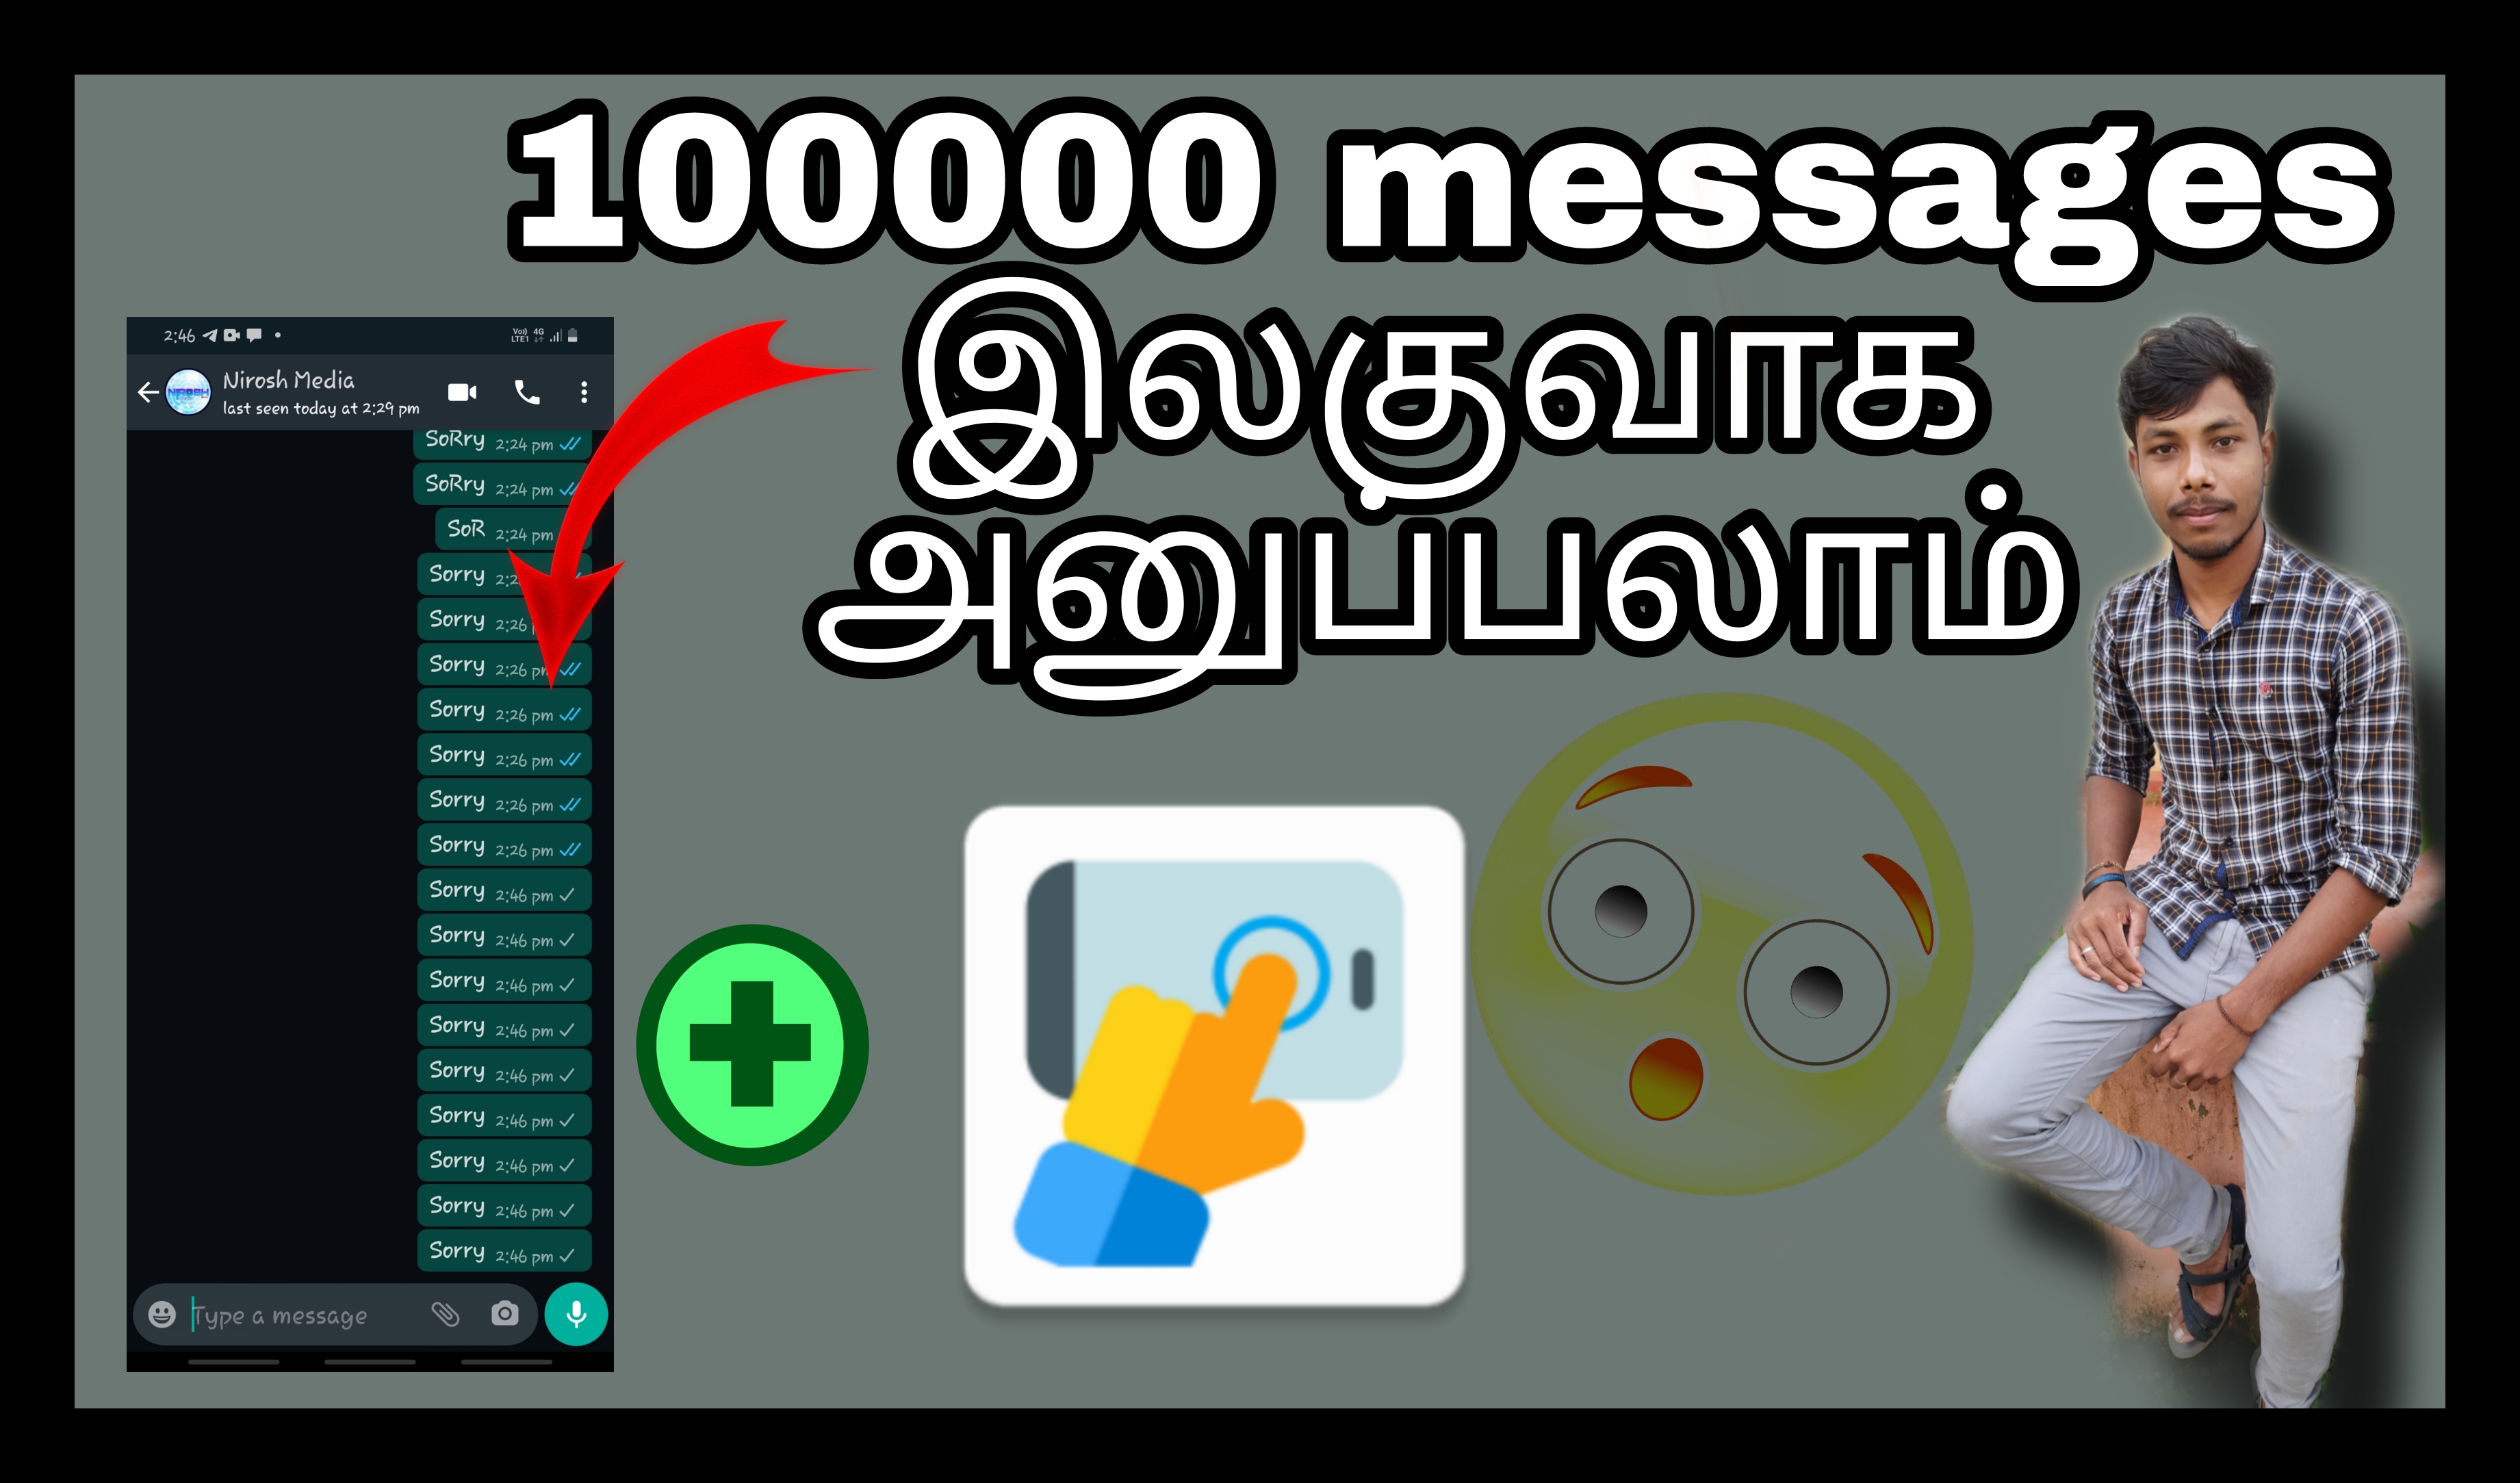 100000 messages
இலகுவாக
அனுப்பலாம்
2:46 Vo)) LTE1 4G
Nirosh Media
last seen today at 2:29 pm
SoRry 2:24 pm
SoRry 2:24 pm
SoR 2:24 pm
Sorry
Sorry 2:26
Sorry 2:26 pm
Sorry 2:26 pm
Sorry 2:26 pm
Sorry 2:26 pm
Sorry 2:26 pm
Sorry 2:46 pm
Sorry 2:46 pm
Sorry 2:46 pm
Sorry 2:46 pm
Sorry 2:46 pm
Sorry 2:46 pm
Sorry 2:46 pm
Sorry 2:46 pm
Sorry 2:46 pm
Type a message